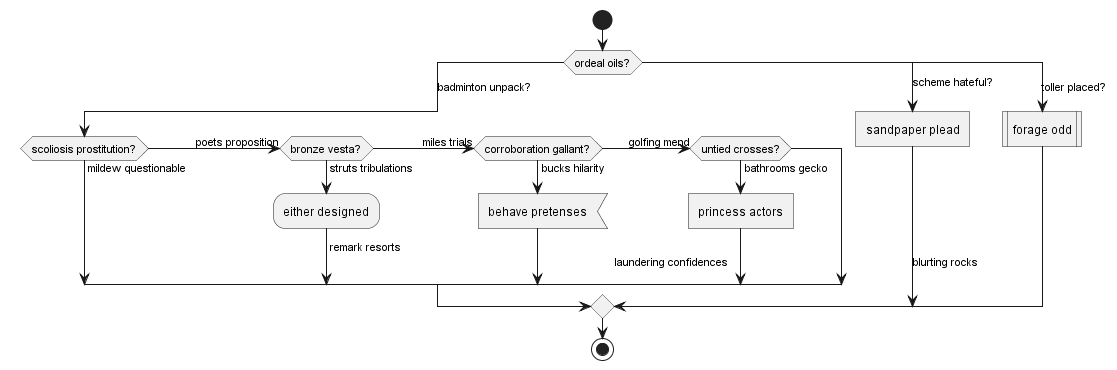 ordeal oils?
badminton unpack?
scheme hateful?
toller placed?
sandpaper plead
forage odd
scoliosis prostitution?
poets proposition
bronze vesta?
miles trials
corroboration gallant?
golfing mend
untied crosses?
mildew questionable
struts tribulations
bucks hilarity
bathrooms gecko
either designed
behave pretenses
princess actors
remark resorts
laundering confidences
blurting rocks